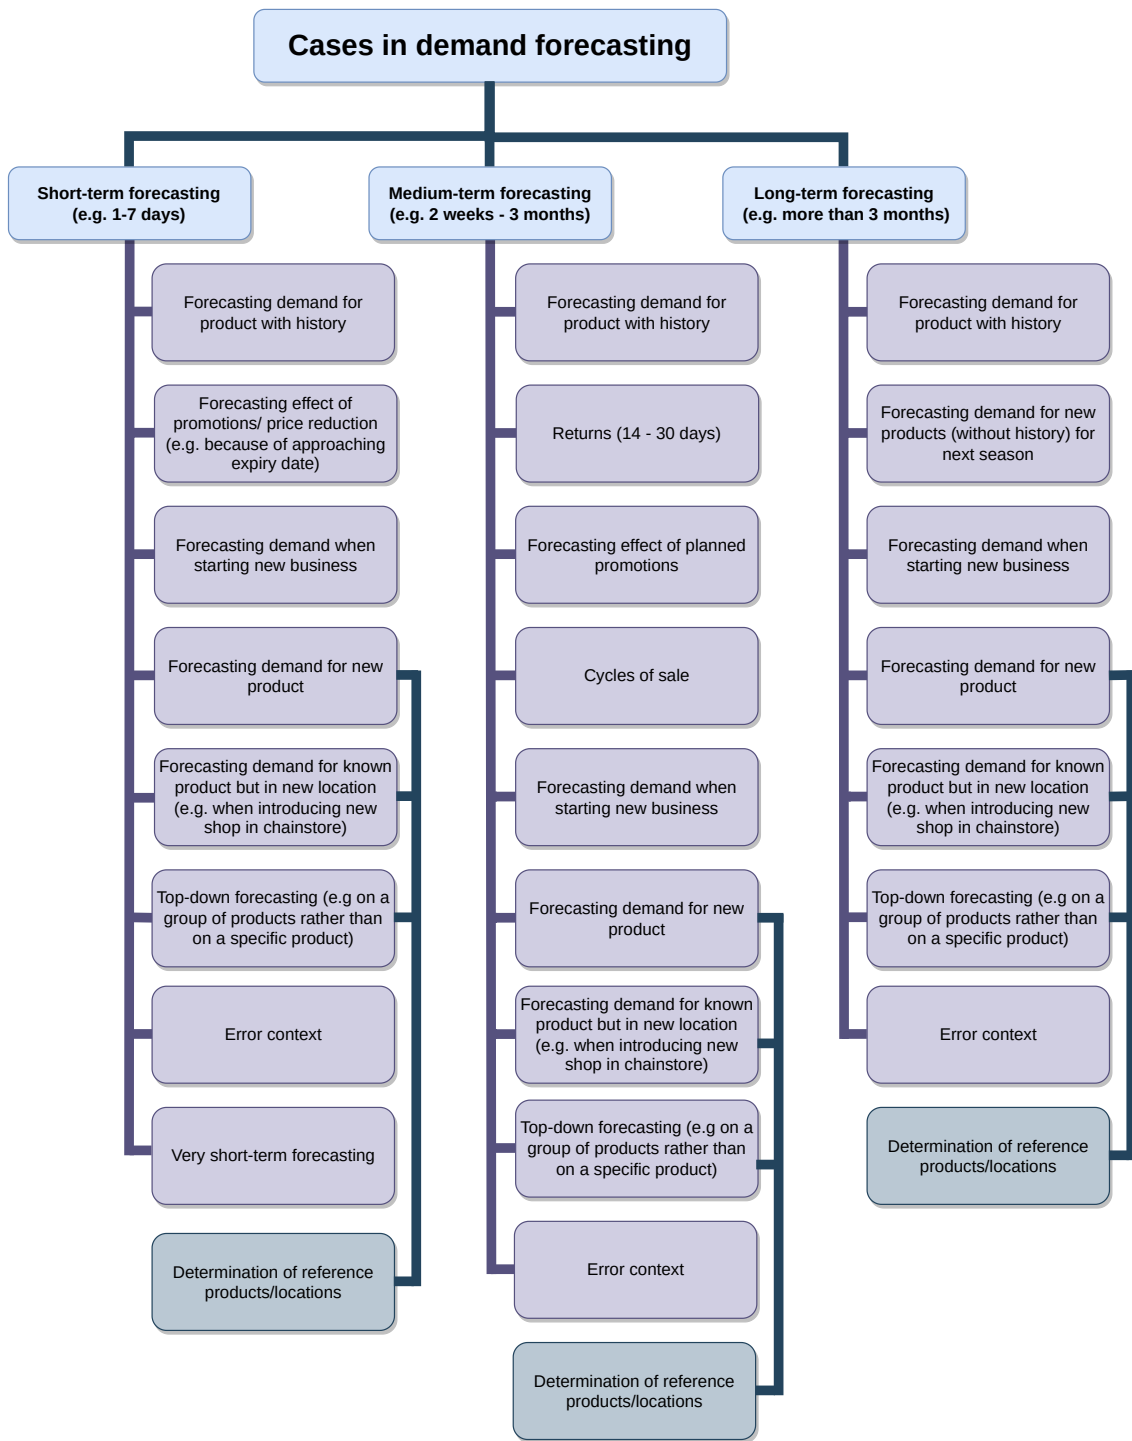 Cases in demand forecasting
Short-term forecasting
(e.g. 1-7 days)
Forecasting demand for
product with history
Forecasting effect of
promotions/ price reduction
(e.g. because of approaching
expiry date)
Forecasting demand when
starting new business
Forecasting demand for new
product
Forecasting demand for known
product but in new location
(e.g. when introducing new
shop in chainstore)
Top-down forecasting (e.g on a
group of products rather than
on a specific product)
Error context
Very short-term forecasting
Determination of reference
products/locations
Medium-term forecasting
(e.g. 2 weeks - 3 months)
Forecasting demand for
product with history
Returns (14 - 30 days)
Forecasting effect of planned
promotions
Cycles of sale
Forecasting demand when
starting new business
Forecasting demand for new
product
Forecasting demand for known
product but in new location
(e.g. when introducing new
shop in chainstore)
Top-down forecasting (e.g on a
group of products rather than
on a specific product)
Error context
Determination of reference
products/locations
Long-term forecasting
(e.g. more than 3 months)
Forecasting demand for
product with history
Forecasting demand for new
products (without history) for
next season
Forecasting demand when
starting new business
Forecasting demand for new
product
Forecasting demand for known
product but in new location
(e.g. when introducing new
shop in chainstore)
Top-down forecasting (e.g on a
group of products rather than
on a specific product)
Error context
Determination of reference
products/locations